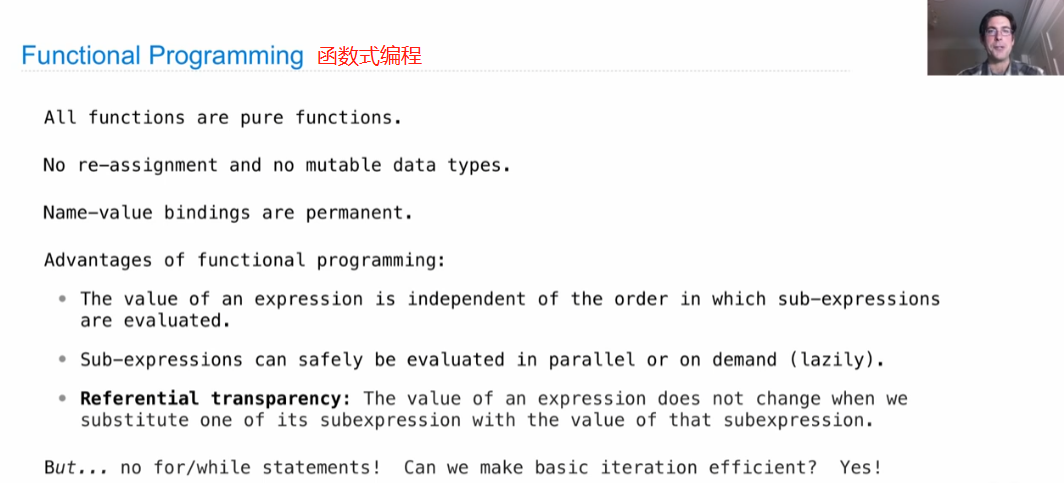 Functional Programming 函数式编程
All functions are pure functions.
No re-assignment and no mutable data types.
Name-value bindings are permanent.
Advantages of functional programming:
• The value of an expression is independent of the order in which sub-expressions
are evaluated.
• Sub-expressions can safely be evaluated in parallel or on demand (lazily).
• Referential transparency: The value of an expression does not change when we
substitute one of its subexpression with the value of that subexpression.
But... no for/while statements! Can we make basic iteration efficient? Yes!